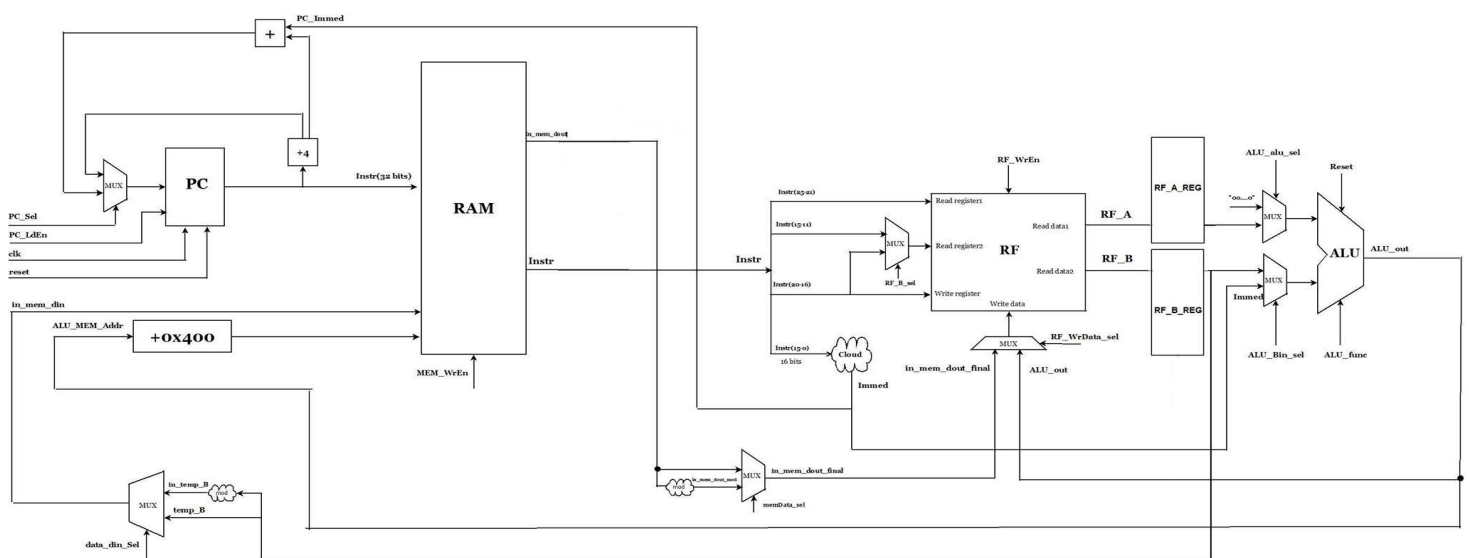 PC_Immed
+
+4
MUX
PC
Instr(32 bits)
PC_Sel
PC_LdEn
clk
reset
in_mem_din
ALU_MEM_Addr
+0x400
RAM
in_mem_dout
Instr
MEM_WrEn
Instr
Instr(25-21)
Instr(15-11)
Instr(20-16)
Instr(15-0)
16 bits
MUX
RF_B_sel
Cloud
Immed
RF_WrEn
Read register1
Read register2
Write register
Write data
RF
Read data1
Read data2
MUX
RF_WrData_sel
in_mem_dout_final
ALU_out
RF_A
RF_B
RF_A_REG
RF_B_REG
ALU_alu_sel
"00....0"
MUX
MUX
Immed
ALU_Bin_sel
Reset
ALU
ALU_out
ALU_func
mod
in_mem_dout_mod
MUX
in_mem_dout_final
memData_sel
MUX
in_temp_B
mod
temp_B
data_din_Sel